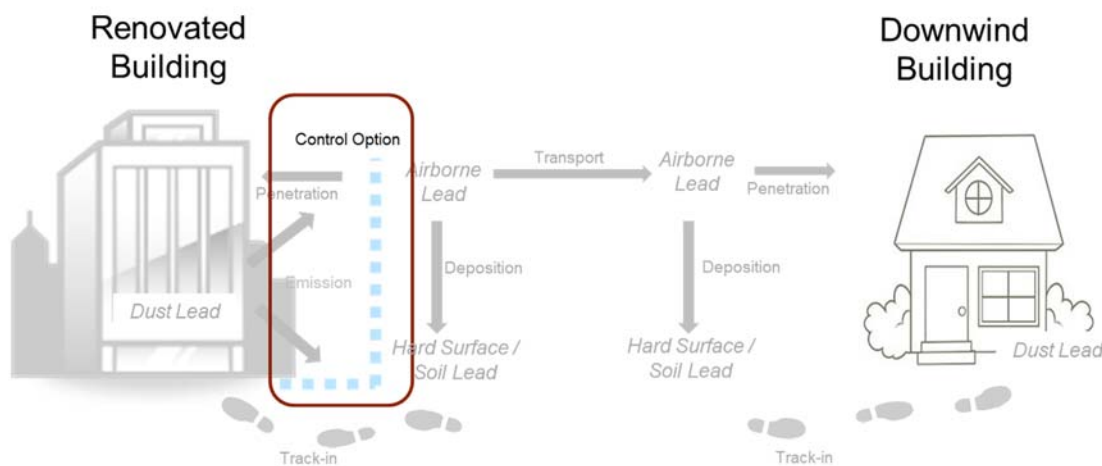 Renovated
Building
Downwind
Building
Control Option
Airborne
Lead
Transport
Airborne
Lead
Penetration
Penetration
Emission
Deposition
Deposition
Dust Lead
Hard Surface /
Soil Lead
Hard Surface /
Soil Lead
Dust Lead
Track-in
Track-in